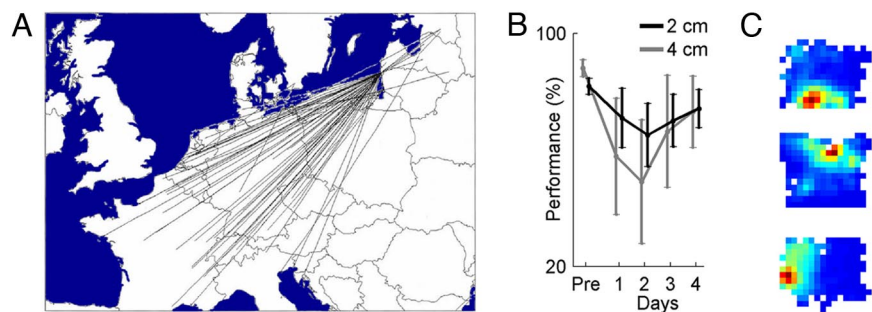 A
B
Performance (%)
100
20
2 cm
4 cm
Pre 1 2 3 4
Days
C